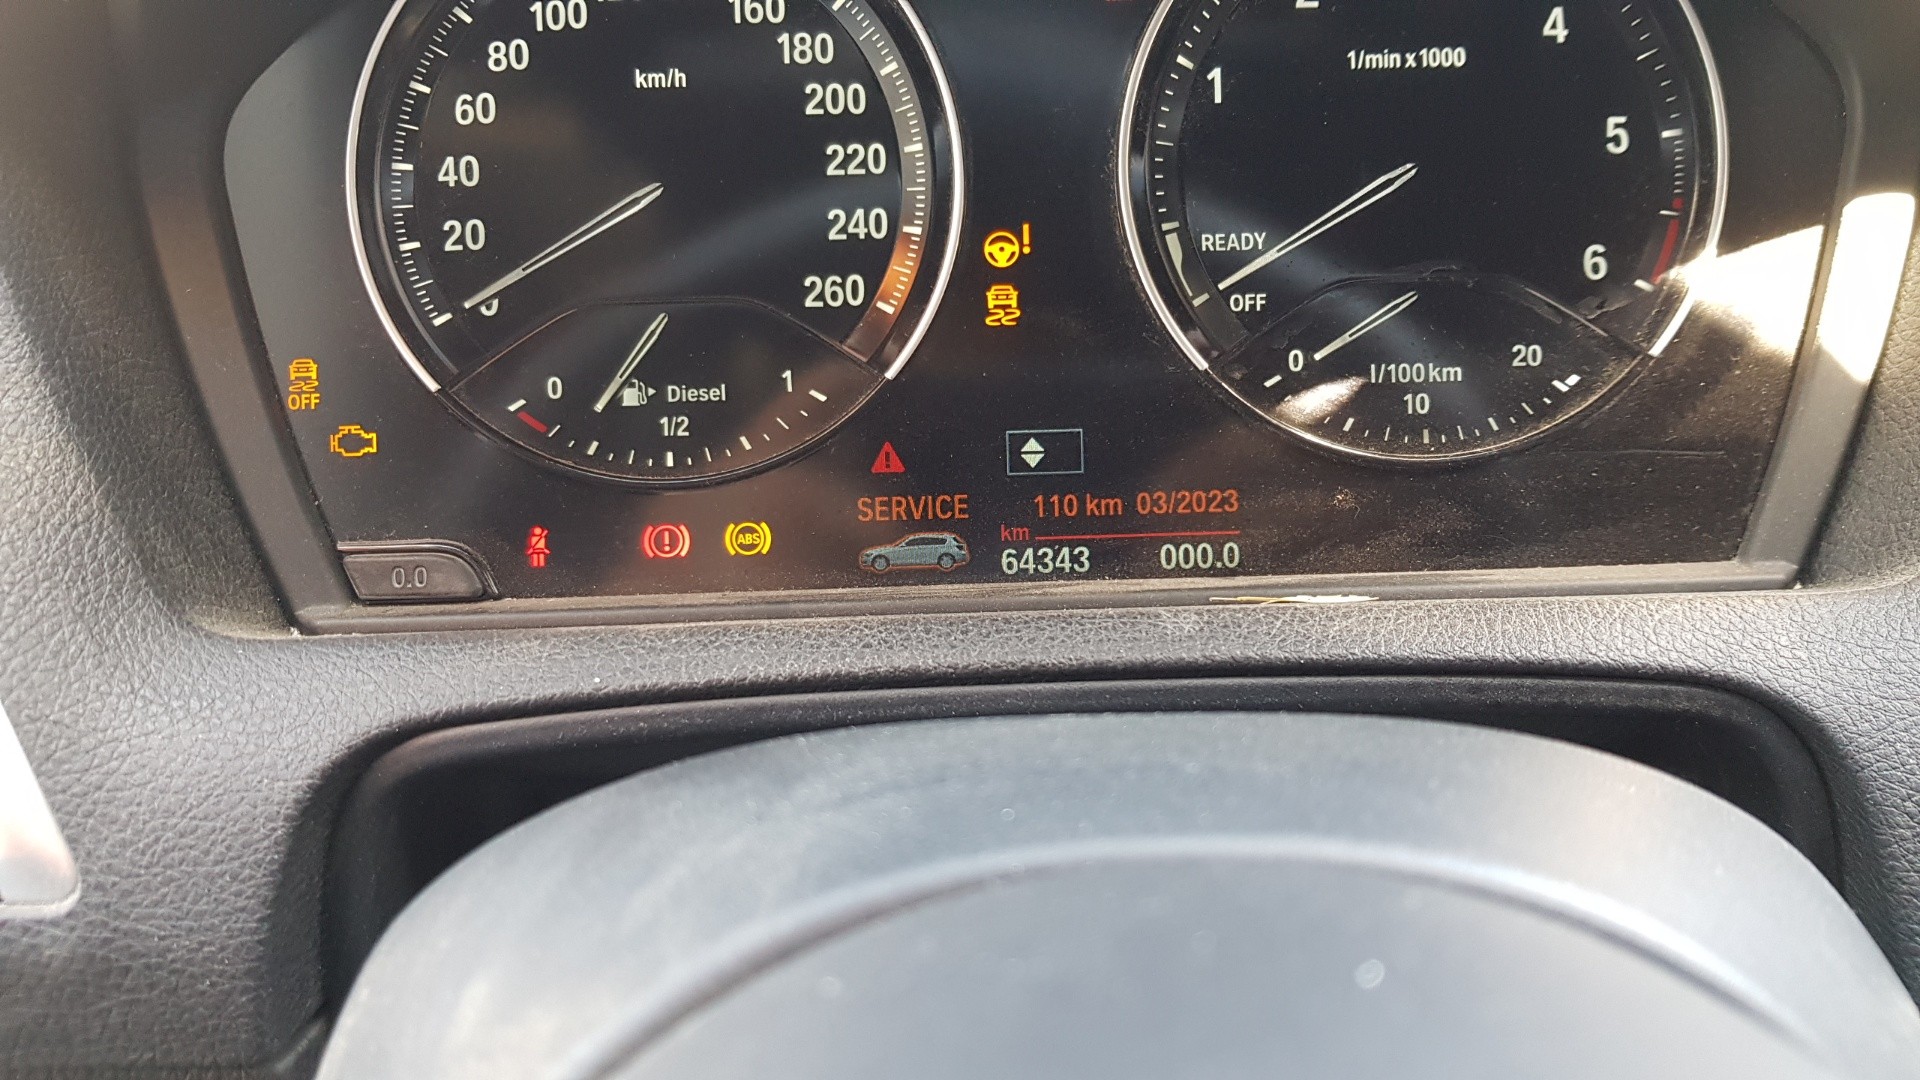 100
160
80
180
60
km/h
200
40
220
20
240
0
260
0
Diesel
1
1/2
2
4
1/min x 1000
1
5
READY
6
OFF
0
20
l/100 km
10
OFF
ABS
SERVICE 110 km 03/2023
km
64343 000.0
0.0